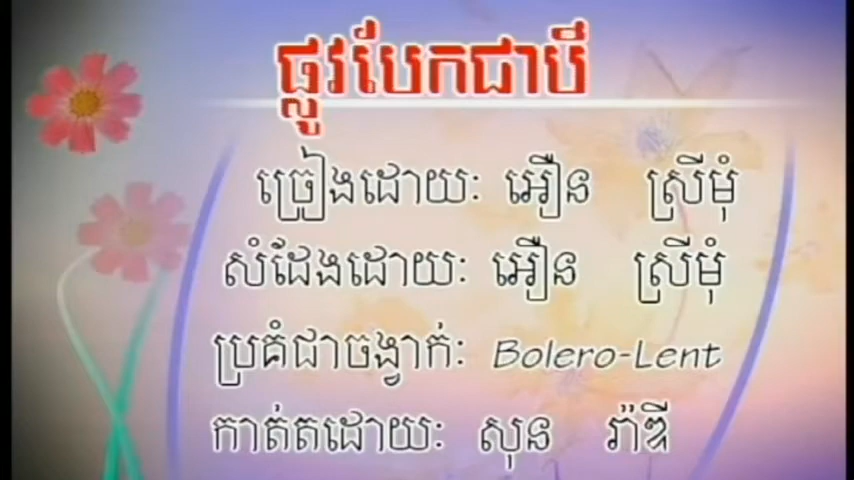 ផ្លូវបែកជាបី
ច្រៀងដោយៈ អឿន ស្រីមុំ
សំដែងដោយៈ អឿន ស្រីមុំ
ប្រគំជាចង្វាក់ៈ Bolero-Lent
កាត់តដោយៈ សុន រ៉ាឌី